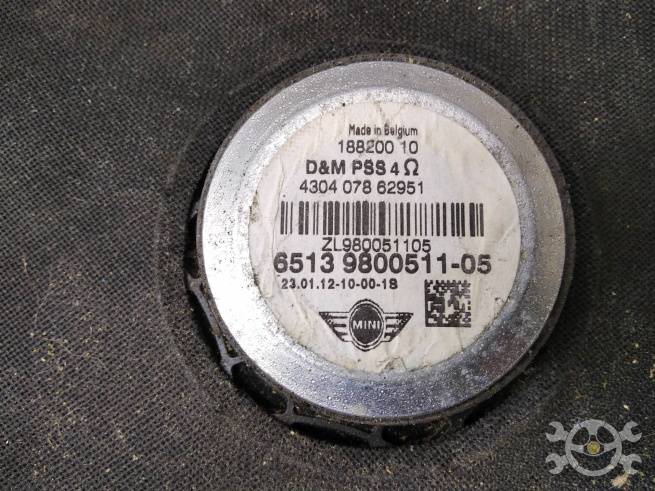 Made in Belgium
188200 10
D&M PSS 4 Ω
4304 078 62951
ZL980051105
6513 9800511-05
23.01.12-10-00-18
MINI